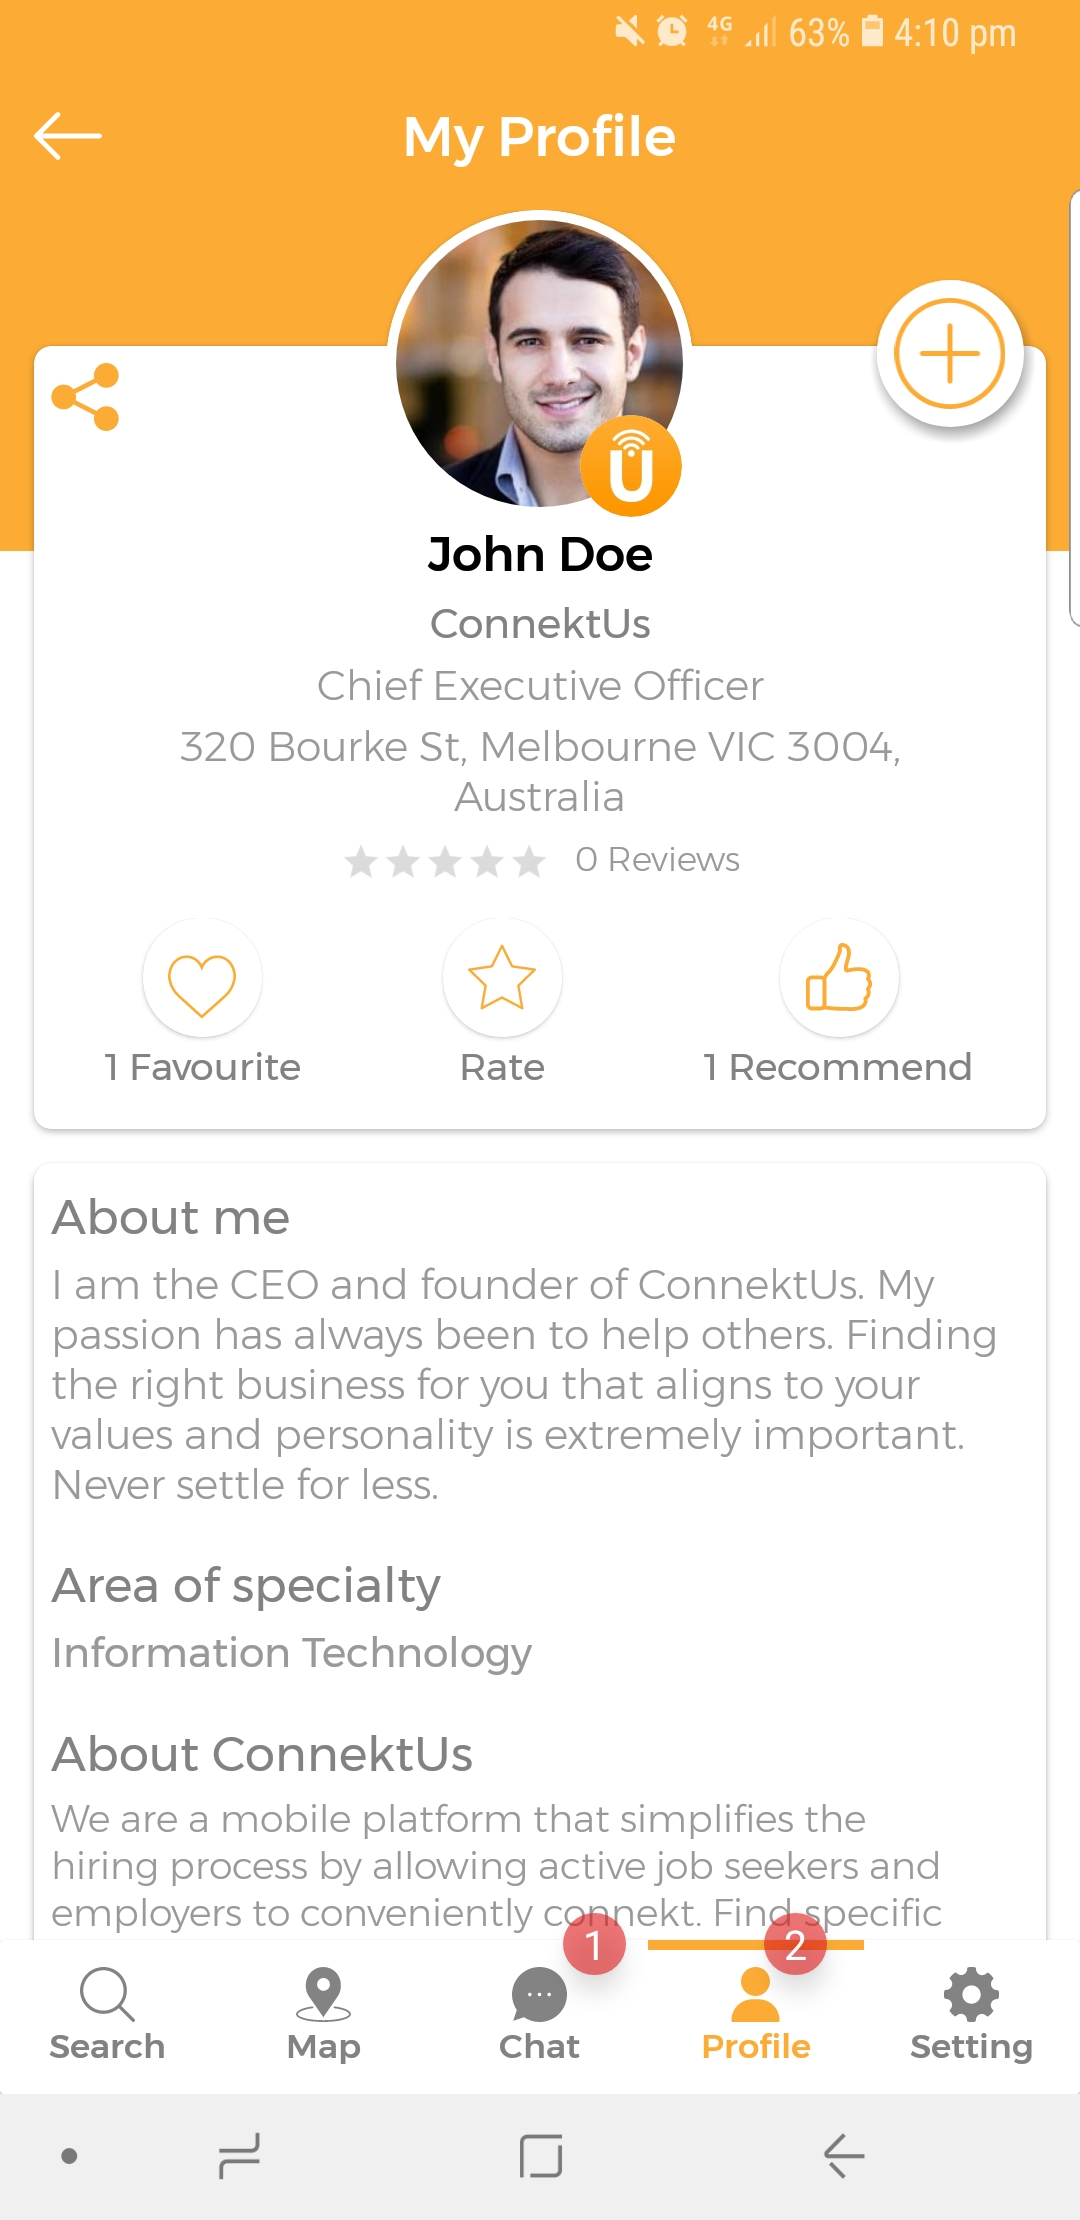 4G 63% 4:10 pm
My Profile
U
John Doe
ConnektUs
Chief Executive Officer
320 Bourke St, Melbourne VIC 3004,
Australia
0 Reviews
1 Favourite Rate 1 Recommend
About me
I am the CEO and founder of ConnektUs. My
passion has always been to help others. Finding
the right business for you that aligns to your
values and personality is extremely important.
Never settle for less.
Area of specialty
Information Technology
About ConnektUs
We are a mobile platform that simplifies the
hiring process by allowing active job seekers and
employers to conveniently connekt. Find specific
1 2
Search Map Chat Profile Setting